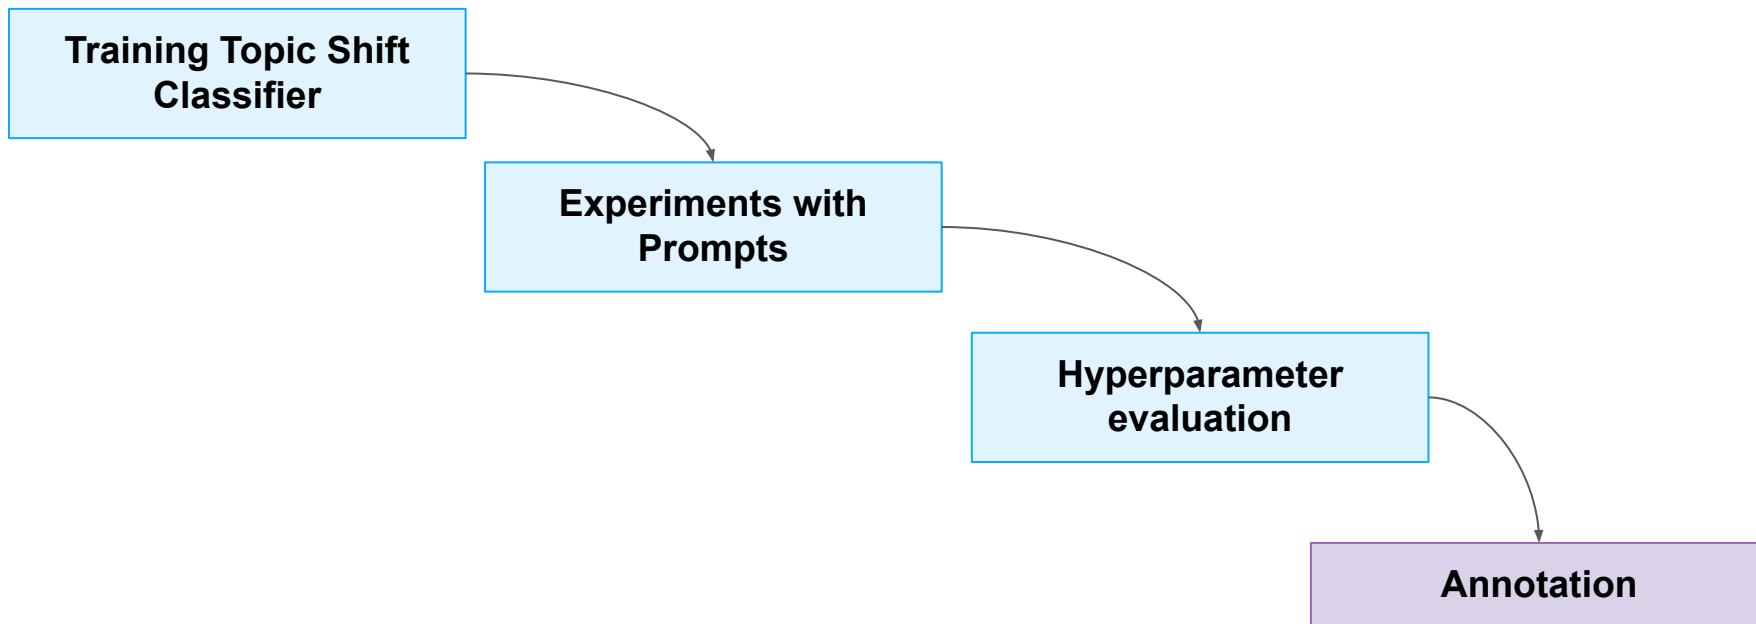 Training Topic Shift
Classifier
Experiments with
Prompts
Hyperparameter
evaluation
Annotation